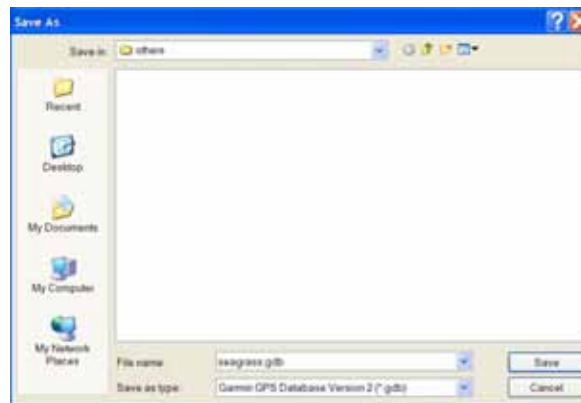 Save As
Save in:
others
Recent
Desktop
My Documents
My Computer
My Network
Places
File name:
seagrass.gdb
Save
Save as type:
Garmin GPS Database Version 2 (*.gdb)
Cancel